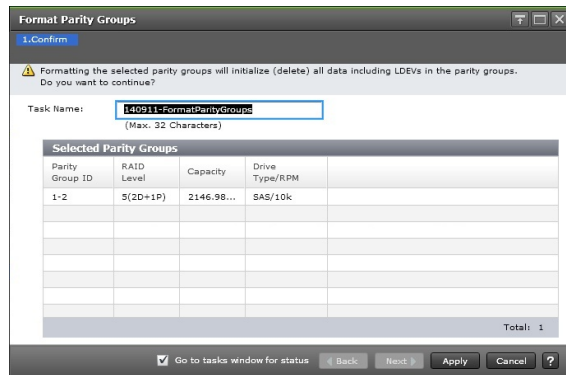 Format Parity Groups
1.Confirm
Formatting the selected parity groups will initialize (delete) all data including LDEVs in the parity groups.
Do you want to continue?
Task Name: 140911-FormatParityGroups
(Max. 32 Characters)
Selected Parity Groups
Parity Group ID RAID Level Capacity Drive Type/RPM
1-2 5(2D+1P) 2146.98... SAS/10k
Total: 1
Go to tasks window for status Back Next Apply Cancel ?